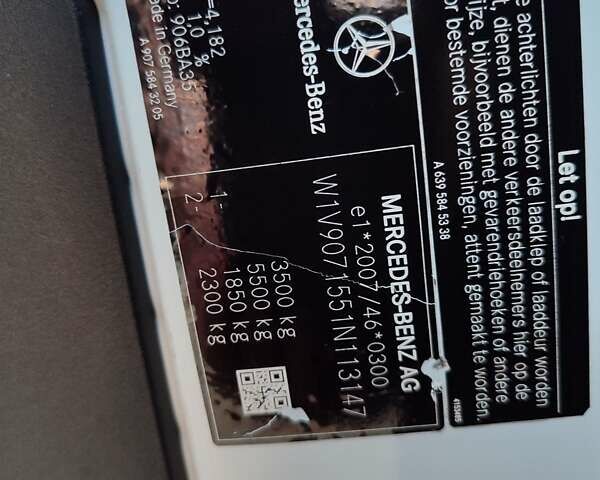 Let op!
e achterlichten door de laadklep of laaddeur worden
t, dienen de andere verkeersdeelnemers hier op de
ijze, bijvoorbeeld met gevarendriehoeken of andere
or bestemde voorzieningen, attent gemaakt te worden.
A 639 584 53 38
ercedes-Benz
=4,182
1,0 %
: 906BA35
ade in Germany
A 907 584 32 05
MERCEDES-BENZ AG
e1*2007/46*0300
W1V9071551N113147
3500 kg
5500 kg
1- 1850 kg
2- 2300 kg